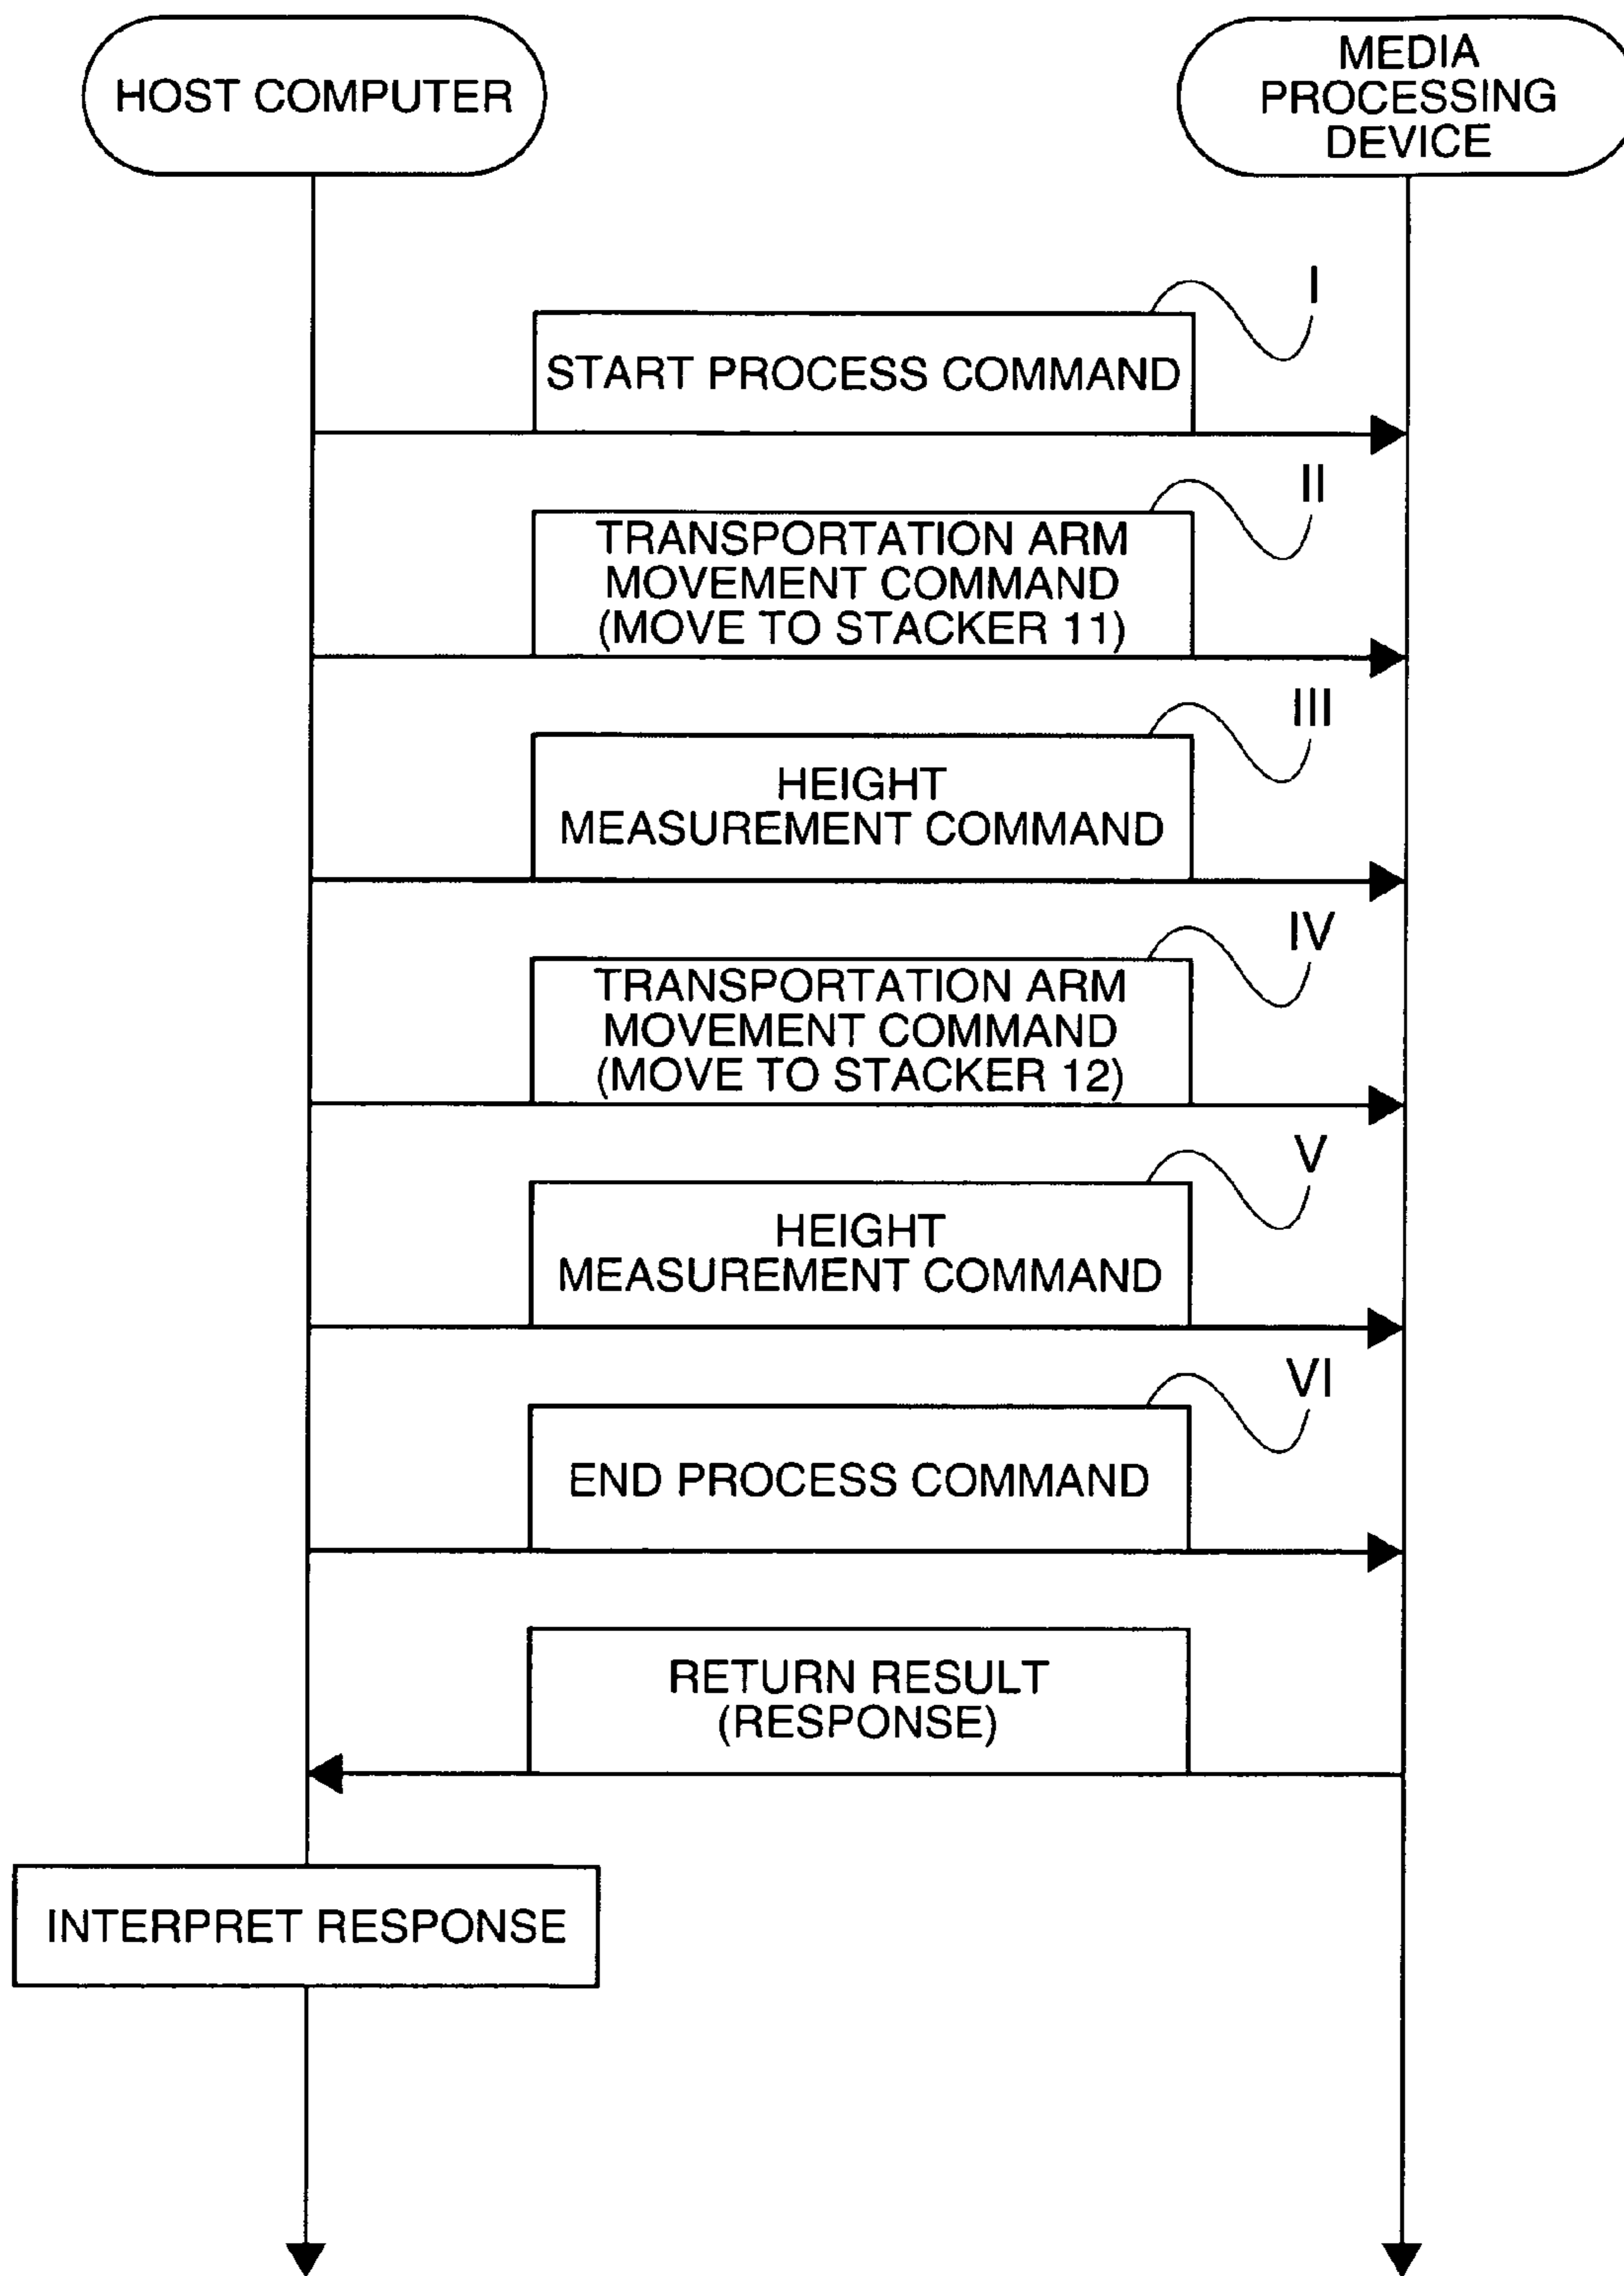 HOST COMPUTER
MEDIA
PROCESSING
DEVICE
I
START PROCESS COMMAND
II
TRANSPORTATION ARM
MOVEMENT COMMAND
(MOVE TO STACKER 11)
III
HEIGHT
MEASUREMENT COMMAND
IV
TRANSPORTATION ARM
MOVEMENT COMMAND
(MOVE TO STACKER 12)
V
HEIGHT
MEASUREMENT COMMAND
VI
END PROCESS COMMAND
RETURN RESULT
(RESPONSE)
INTERPRET RESPONSE